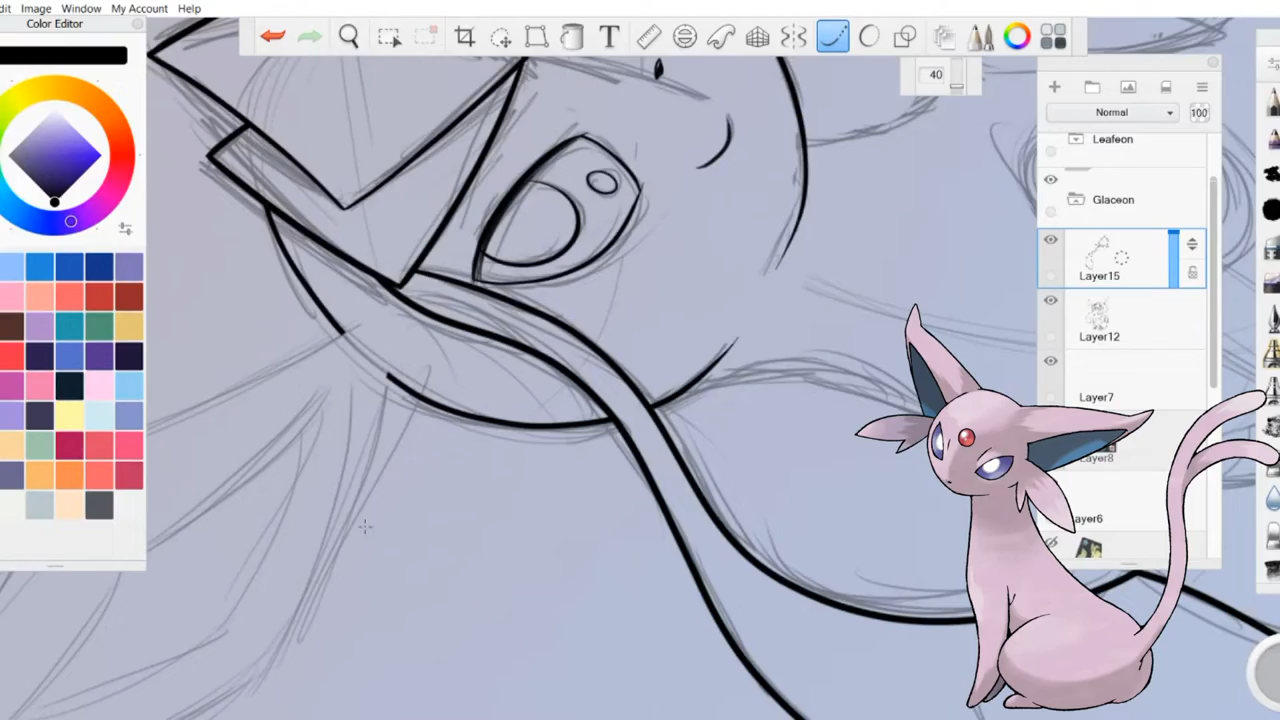 dit Image Window My Account Help
Color Editor
T
40
Normal
100
Leafeon
Glaceon
Layer15
Layer12
Layer7
Layer8
ayer6